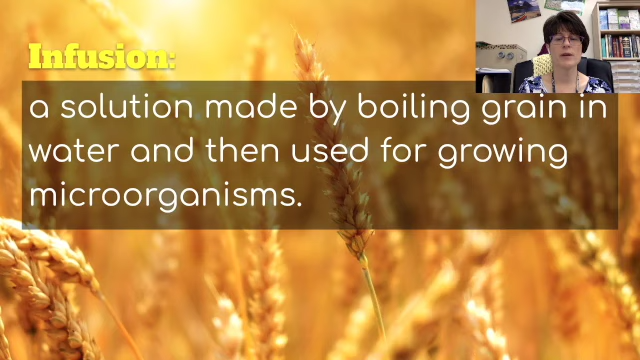 Infusion:
a solution made by boiling grain in
water and then used for growing
microorganisms.